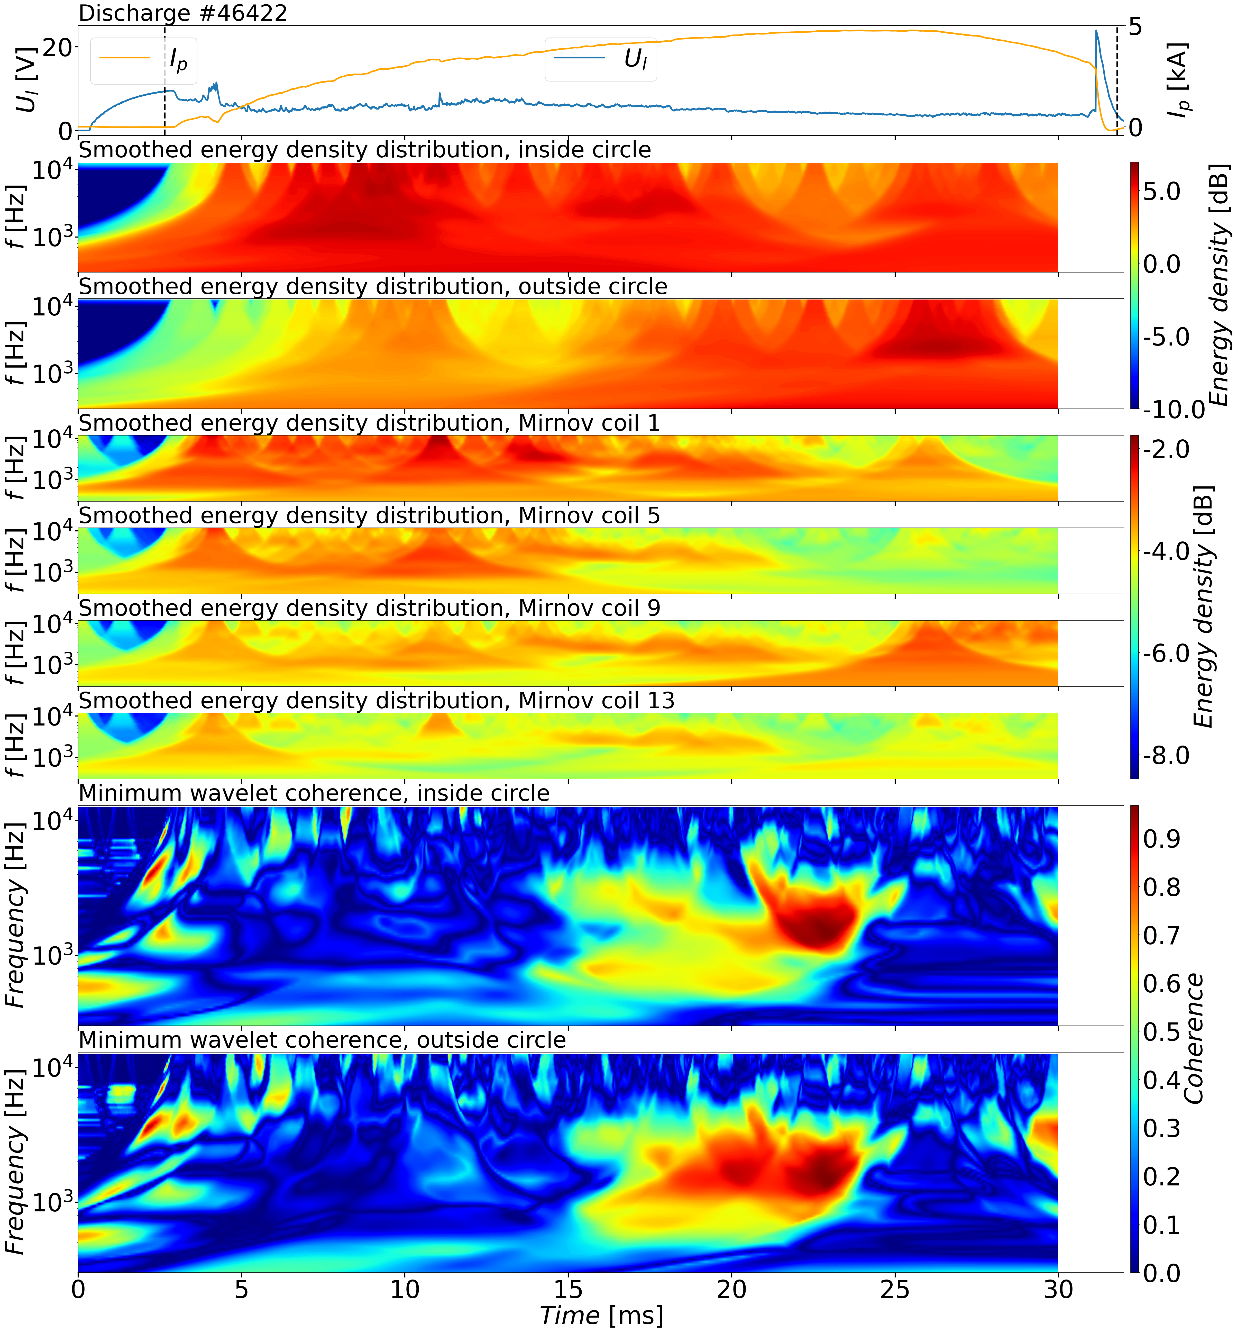 Discharge #46422
U_l [V]
20
0
I_p
U_l
5
0
I_p [kA]
Smoothed energy density distribution, inside circle
f [Hz]
10^4
10^3
Smoothed energy density distribution, outside circle
f [Hz]
10^4
10^3
5.0
0.0
-5.0
-10.0
Energy density [dB]
Smoothed energy density distribution, Mirnov coil 1
f [Hz]
10^4
10^3
Smoothed energy density distribution, Mirnov coil 5
f [Hz]
10^4
10^3
Smoothed energy density distribution, Mirnov coil 9
f [Hz]
10^4
10^3
Smoothed energy density distribution, Mirnov coil 13
f [Hz]
10^4
10^3
-2.0
-4.0
-6.0
-8.0
Energy density [dB]
Minimum wavelet coherence, inside circle
Frequency [Hz]
10^4
10^3
Minimum wavelet coherence, outside circle
Frequency [Hz]
10^4
10^3
0.9
0.8
0.7
0.6
0.5
0.4
0.3
0.2
0.1
0.0
Coherence
0 5 10 15 20 25 30
Time [ms]